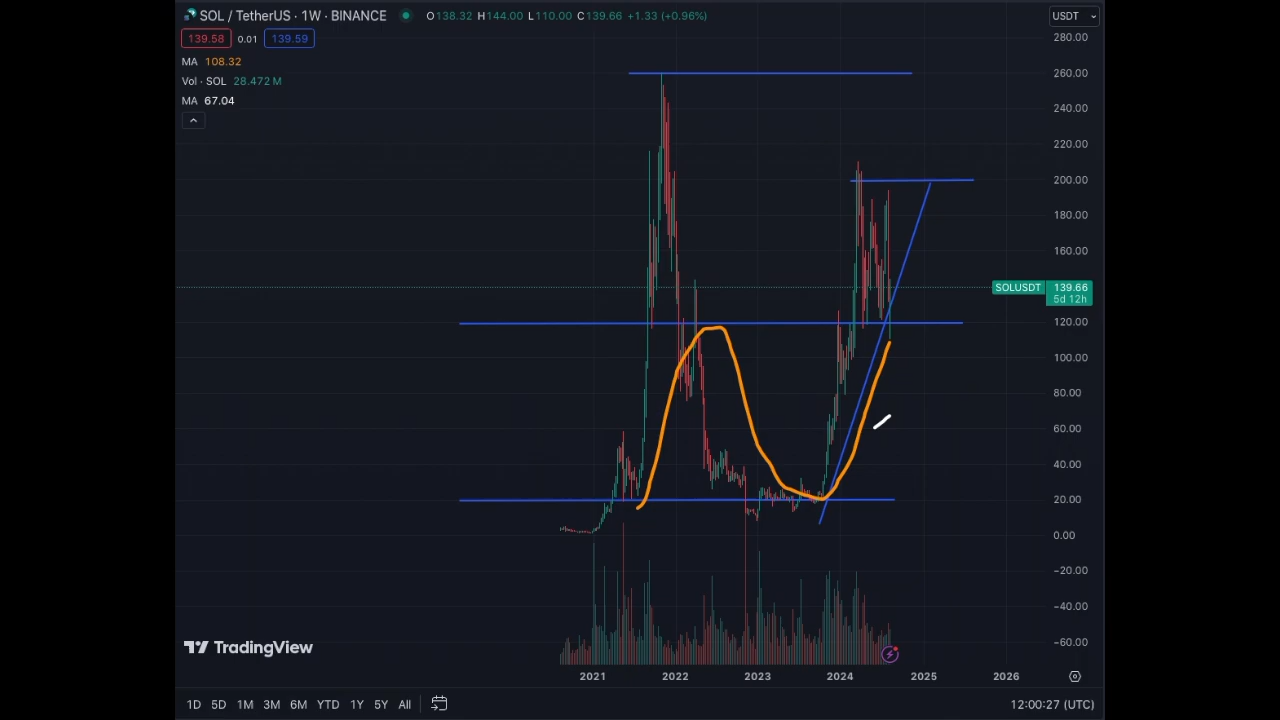 SOL / TetherUS · 1W · BINANCE O138.32 H144.00 L110.00 C139.66 +1.33 (+0.96%)
USDT
139.58 0.01 139.59
MA 108.32
Vol · SOL 28.472 M
MA 67.04
280.00
260.00
240.00
220.00
200.00
180.00
160.00
SOLUSDT 139.66
5d 12h
120.00
100.00
80.00
60.00
40.00
20.00
0.00
−20.00
−40.00
−60.00
TradingView
2021 2022 2023 2024 2025 2026
1D 5D 1M 3M 6M YTD 1Y 5Y All 12:00:27 (UTC)